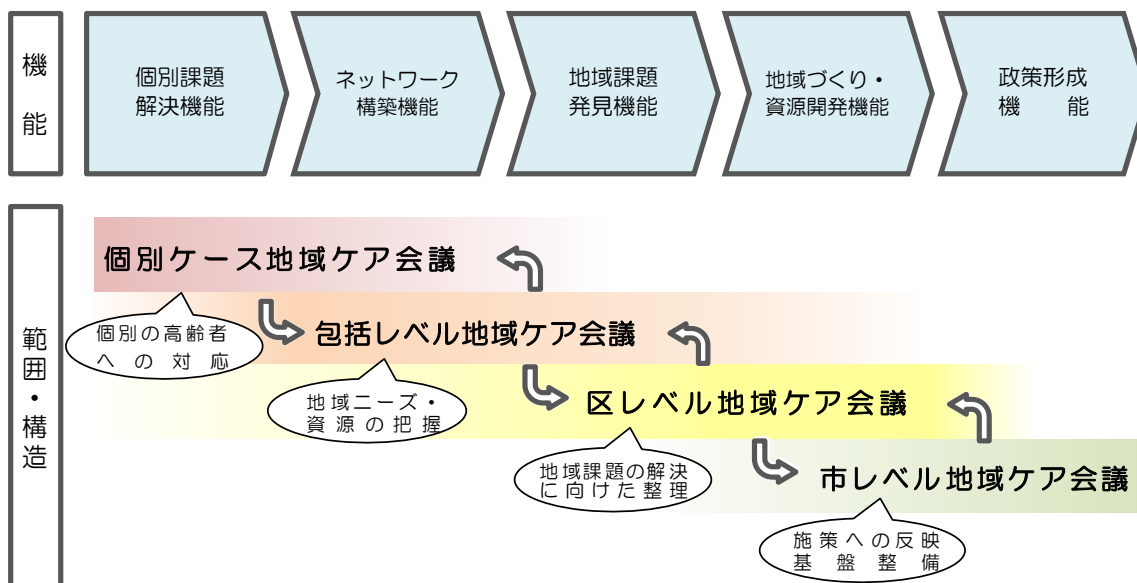 機能
個別課題
解決機能
ネットワーク
構築機能
地域課題
発見機能
地域づくり・
資源開発機能
政策形成
機能
範囲・構造
個別ケース地域ケア会議
個別の高齢者
への対応
包括レベル地域ケア会議
地域ニーズ・
資源の把握
区レベル地域ケア会議
地域課題の解決
に向けた整理
市レベル地域ケア会議
施策への反映
基盤整備